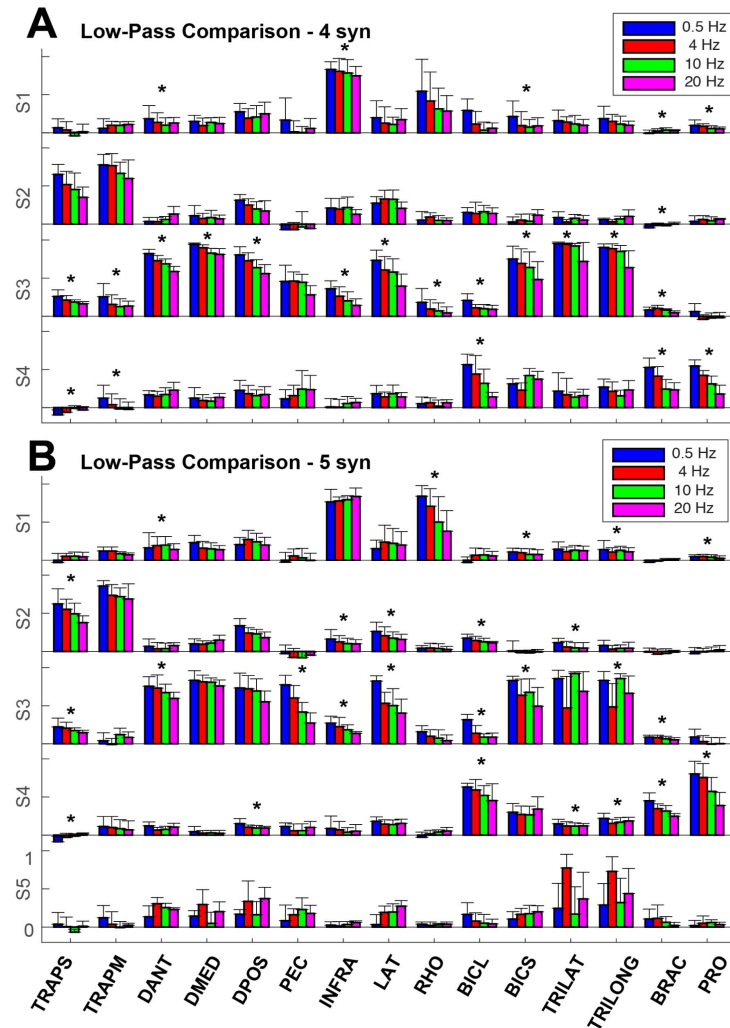 A
Low-Pass Comparison - 4 syn
0.5 Hz
4 Hz
10 Hz
20 Hz
S1
* * * * *
S2
*
S3
* * * * * * * * * * * * *
S4
* * * * *
B
Low-Pass Comparison - 5 syn
0.5 Hz
4 Hz
10 Hz
20 Hz
S1
* * * *
S2
* * * * *
S3
* * * * * * * *
S4
* * * * * * *
1
S5
0
TRAPS
TRAPM
DANT
DMED
DPOS
PEC
INFRA
LAT
RHO
BICL
BICS
TRILAT
TRILONG
BRAC
PRO